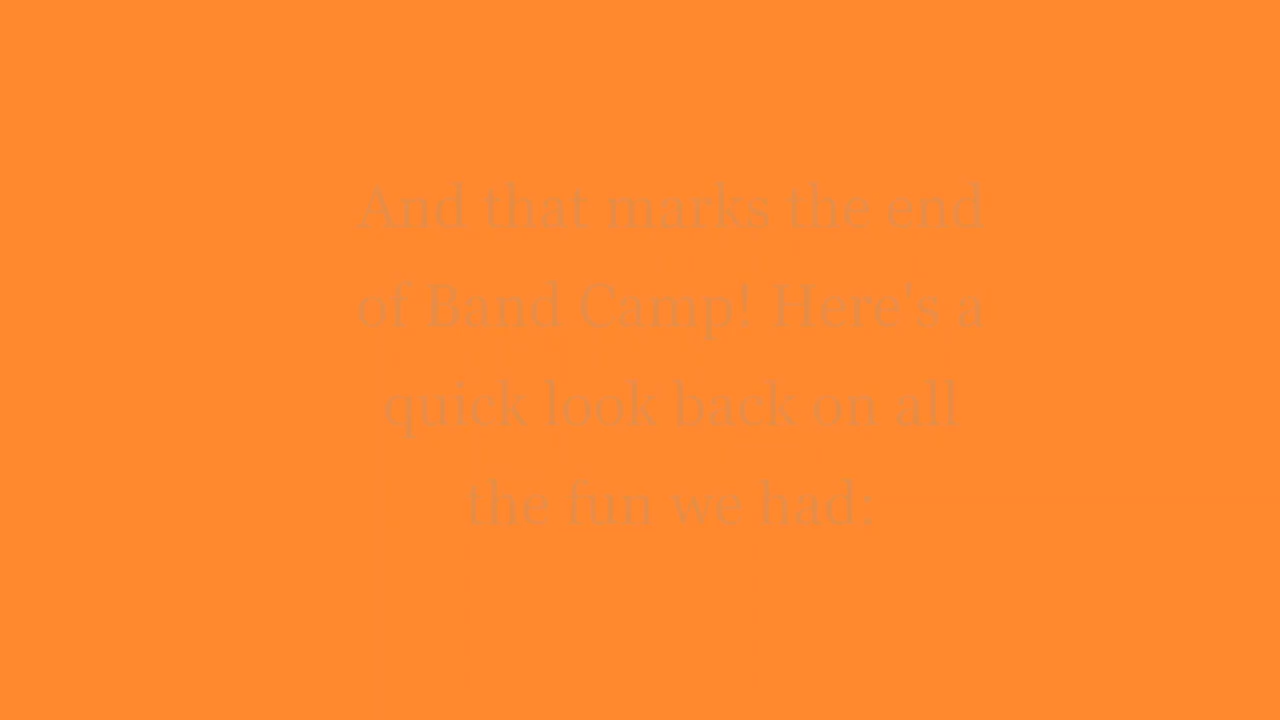 And that marks the end
of Band Camp! Here's a
quick look back on all
the fun we had: